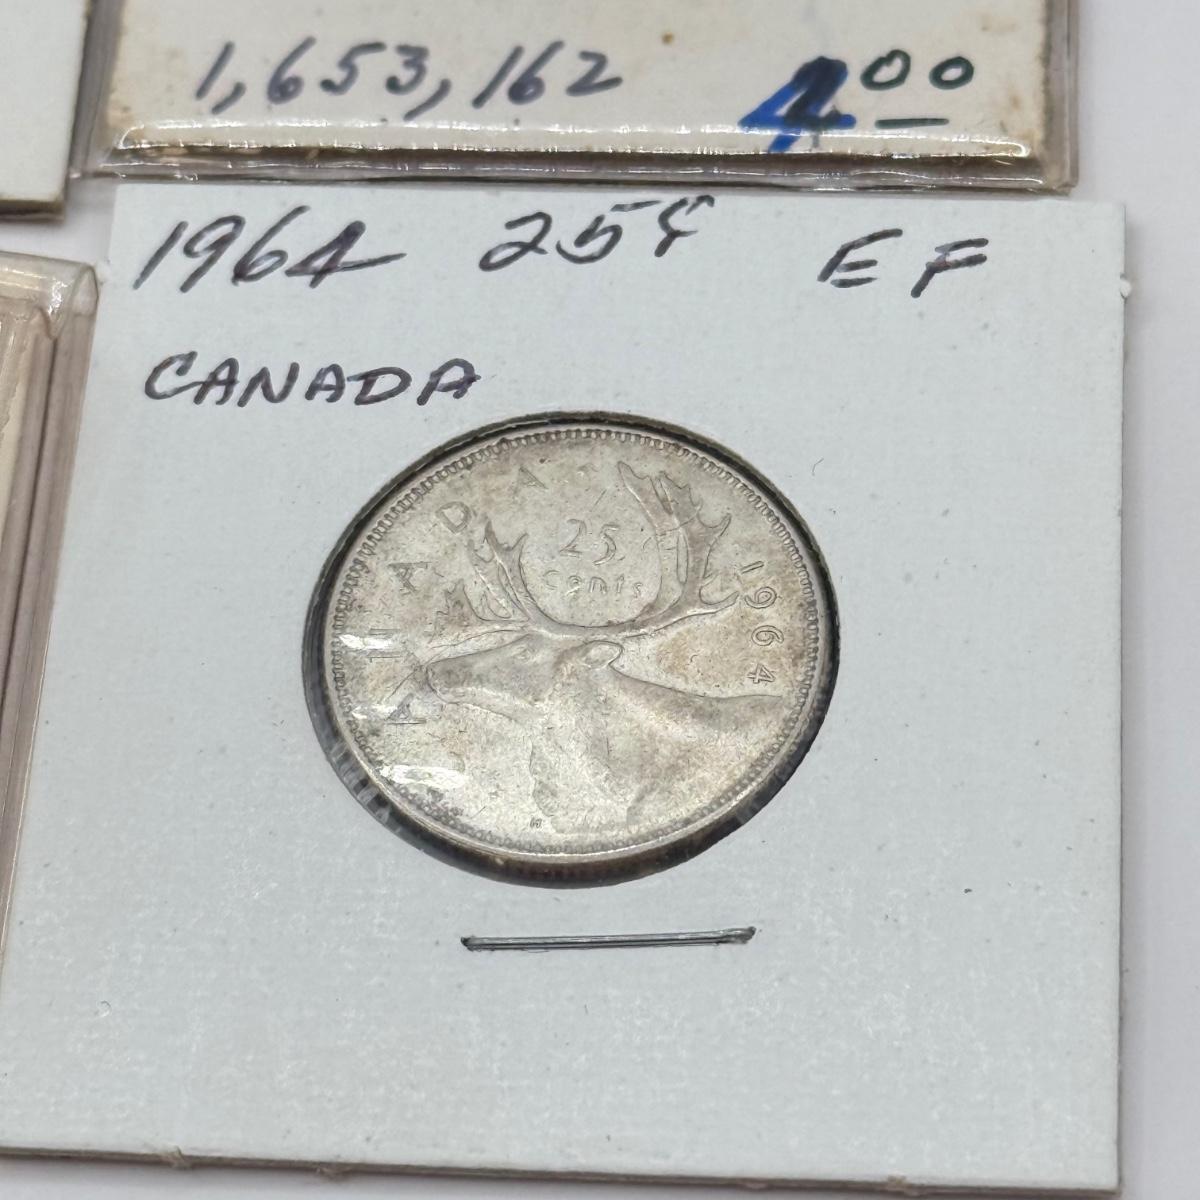 1,653,162 4.00
1964 25¢ EF
CANADA
CANADA
25
cents
1964
H